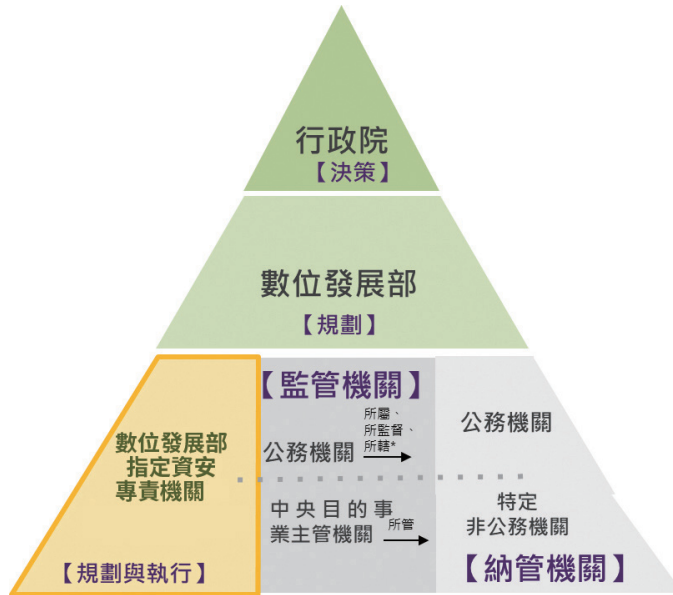 行政院
【決策】
數位發展部
【規劃】
數位發展部
指定資安
專責機關
【規劃與執行】
【監管機關】
公務機關
所屬、
所監督、
所轄*
中央目的事
業主管機關
所管
公務機關
特定
非公務機關
【納管機關】